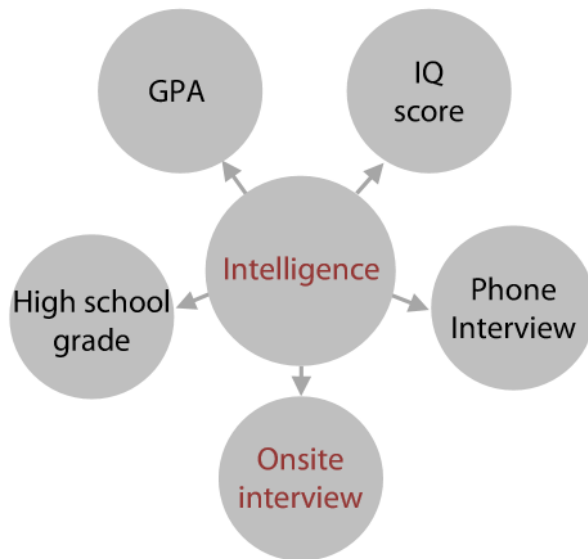 GPA
IQ
score
Intelligence
High school
grade
Phone
Interview
Onsite
interview